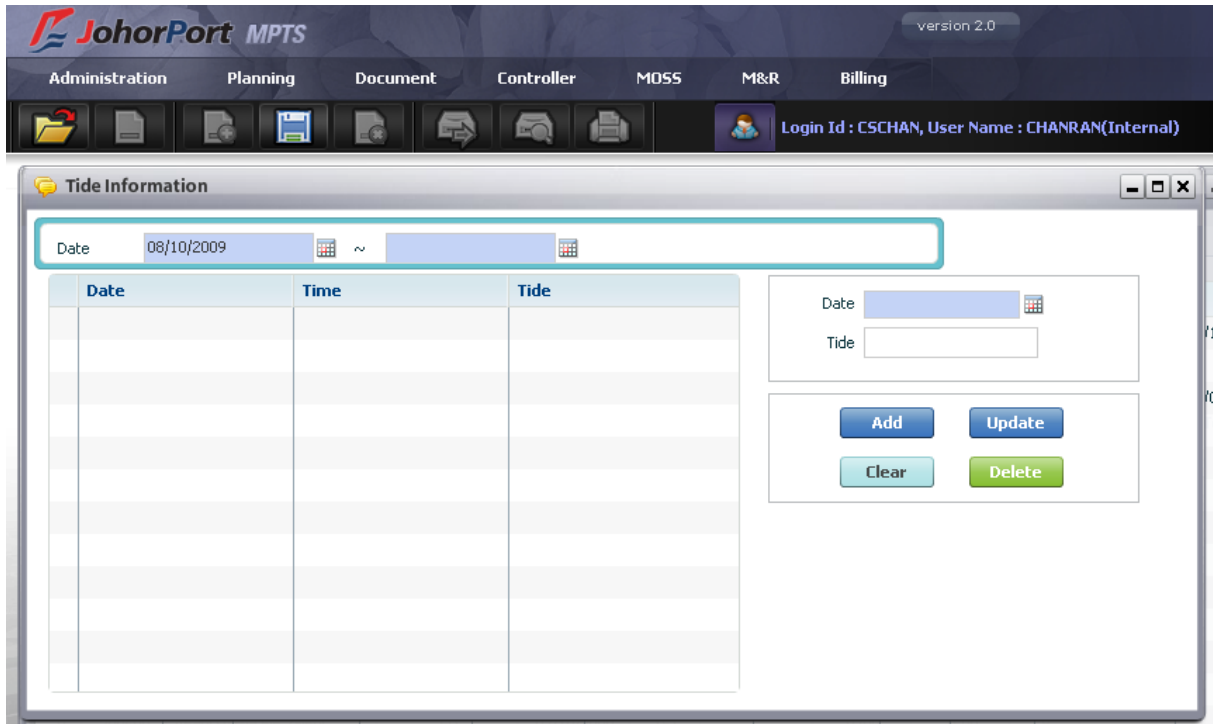 JohorPort MPTS
version 2.0
Administration Planning Document Controller MOSS M&R Billing
Login Id : CSCHAN, User Name : CHANRAN(Internal)
Tide Information
Date 08/10/2009 ~
Date Time Tide
Date
Tide
Add Update
Clear Delete